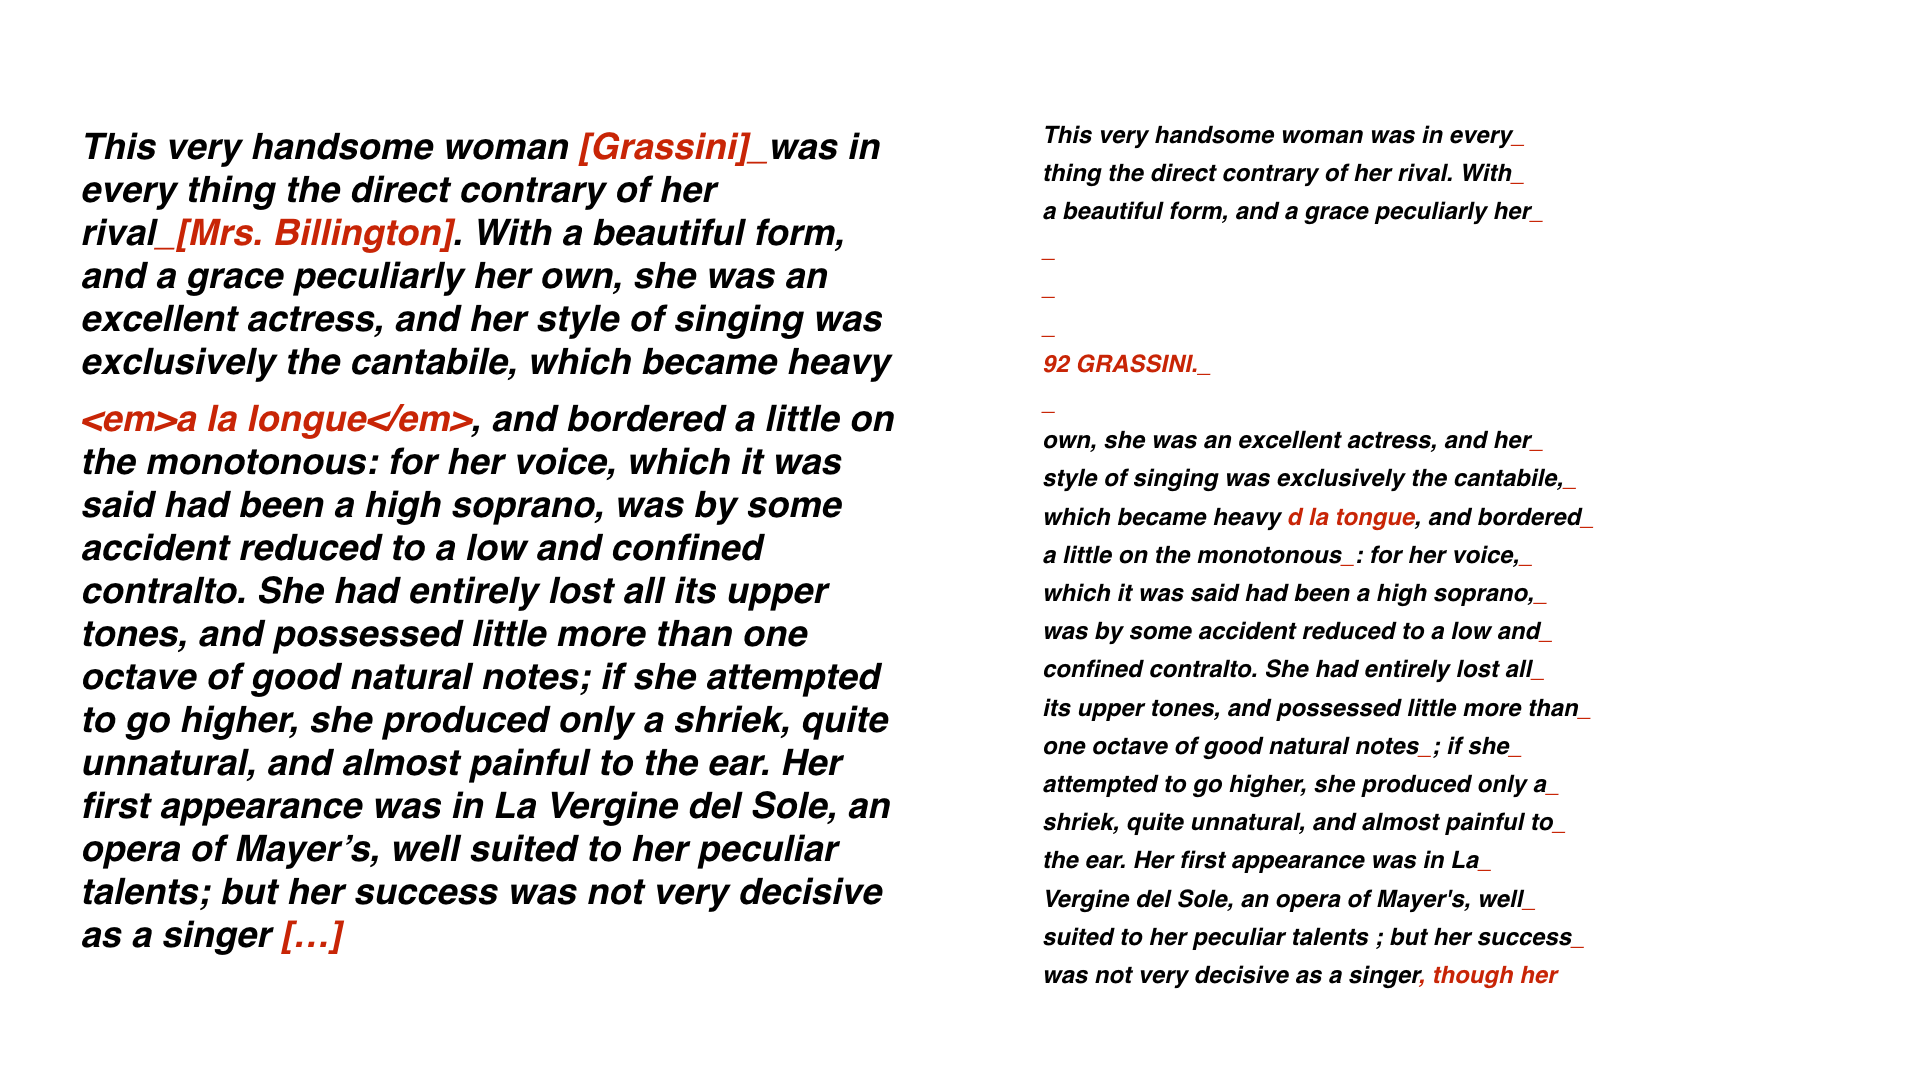 This very handsome woman [Grassini]_was in
every thing the direct contrary of her
rival_[Mrs. Billington]. With a beautiful form,
and a grace peculiarly her own, she was an
excellent actress, and her style of singing was
exclusively the cantabile, which became heavy
<em>a la longue</em>, and bordered a little on
the monotonous: for her voice, which it was
said had been a high soprano, was by some
accident reduced to a low and confined
contralto. She had entirely lost all its upper
tones, and possessed little more than one
octave of good natural notes; if she attempted
to go higher, she produced only a shriek, quite
unnatural, and almost painful to the ear. Her
first appearance was in La Vergine del Sole, an
opera of Mayer’s, well suited to her peculiar
talents; but her success was not very decisive
as a singer […]
This very handsome woman was in every_
thing the direct contrary of her rival. With_
a beautiful form, and a grace peculiarly her_
_
_
_
92 GRASSINI._
_
own, she was an excellent actress, and her_
style of singing was exclusively the cantabile,_
which became heavy d la tongue, and bordered_
a little on the monotonous_: for her voice,_
which it was said had been a high soprano,_
was by some accident reduced to a low and_
confined contralto. She had entirely lost all_
its upper tones, and possessed little more than_
one octave of good natural notes_; if she_
attempted to go higher, she produced only a_
shriek, quite unnatural, and almost painful to_
the ear. Her first appearance was in La_
Vergine del Sole, an opera of Mayer's, well_
suited to her peculiar talents ; but her success_
was not very decisive as a singer, though her